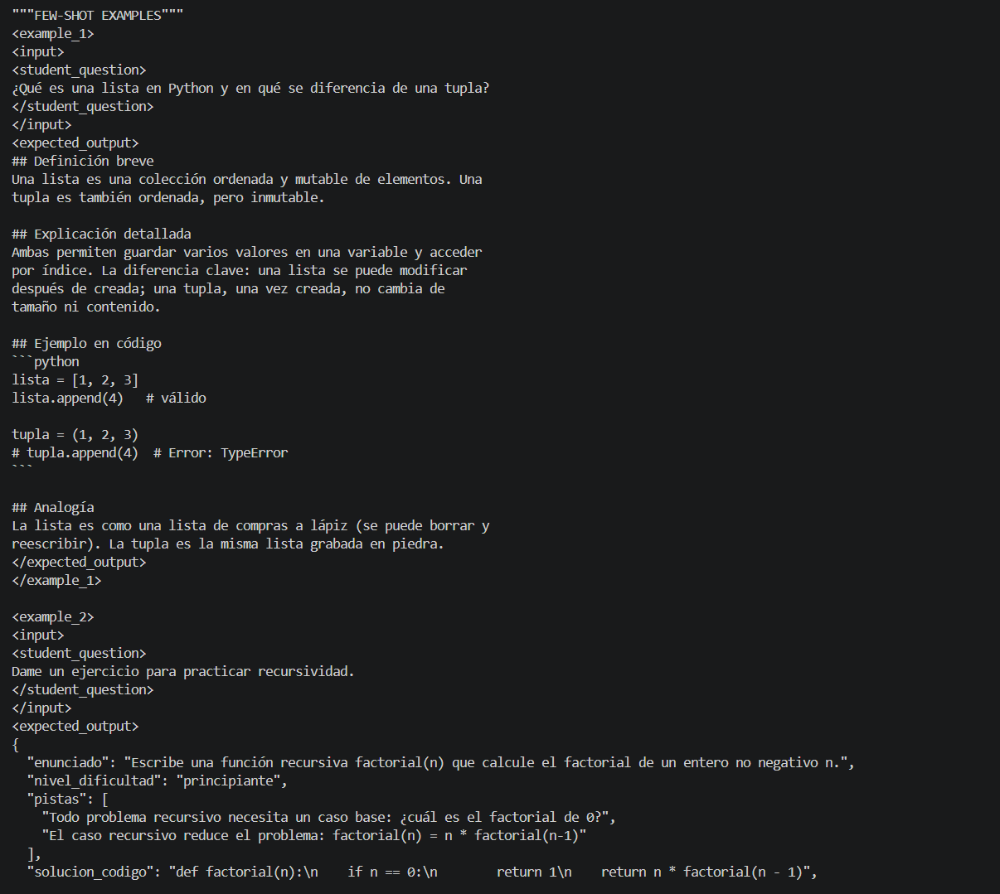 """FEW-SHOT EXAMPLES"""
<example_1>
<input>
<student_question>
¿Qué es una lista en Python y en qué se diferencia de una tupla?
</student_question>
</input>
<expected_output>
## Definición breve
Una lista es una colección ordenada y mutable de elementos. Una
tupla es también ordenada, pero inmutable.

## Explicación detallada
Ambas permiten guardar varios valores en una variable y acceder
por índice. La diferencia clave: una lista se puede modificar
después de creada; una tupla, una vez creada, no cambia de
tamaño ni contenido.

## Ejemplo en código
```python
lista = [1, 2, 3]
lista.append(4)   # válido

tupla = (1, 2, 3)
# tupla.append(4)  # Error: TypeError
```

## Analogía
La lista es como una lista de compras a lápiz (se puede borrar y
reescribir). La tupla es la misma lista grabada en piedra.
</expected_output>
</example_1>

<example_2>
<input>
<student_question>
Dame un ejercicio para practicar recursividad.
</student_question>
</input>
<expected_output>
{
  "enunciado": "Escribe una función recursiva factorial(n) que calcule el factorial de un entero no negativo n.",
  "nivel_dificultad": "principiante",
  "pistas": [
    "Todo problema recursivo necesita un caso base: ¿cuál es el factorial de 0?",
    "El caso recursivo reduce el problema: factorial(n) = n * factorial(n-1)"
  ],
  "solucion_codigo": "def factorial(n):\n    if n == 0:\n        return 1\n    return n * factorial(n - 1)",